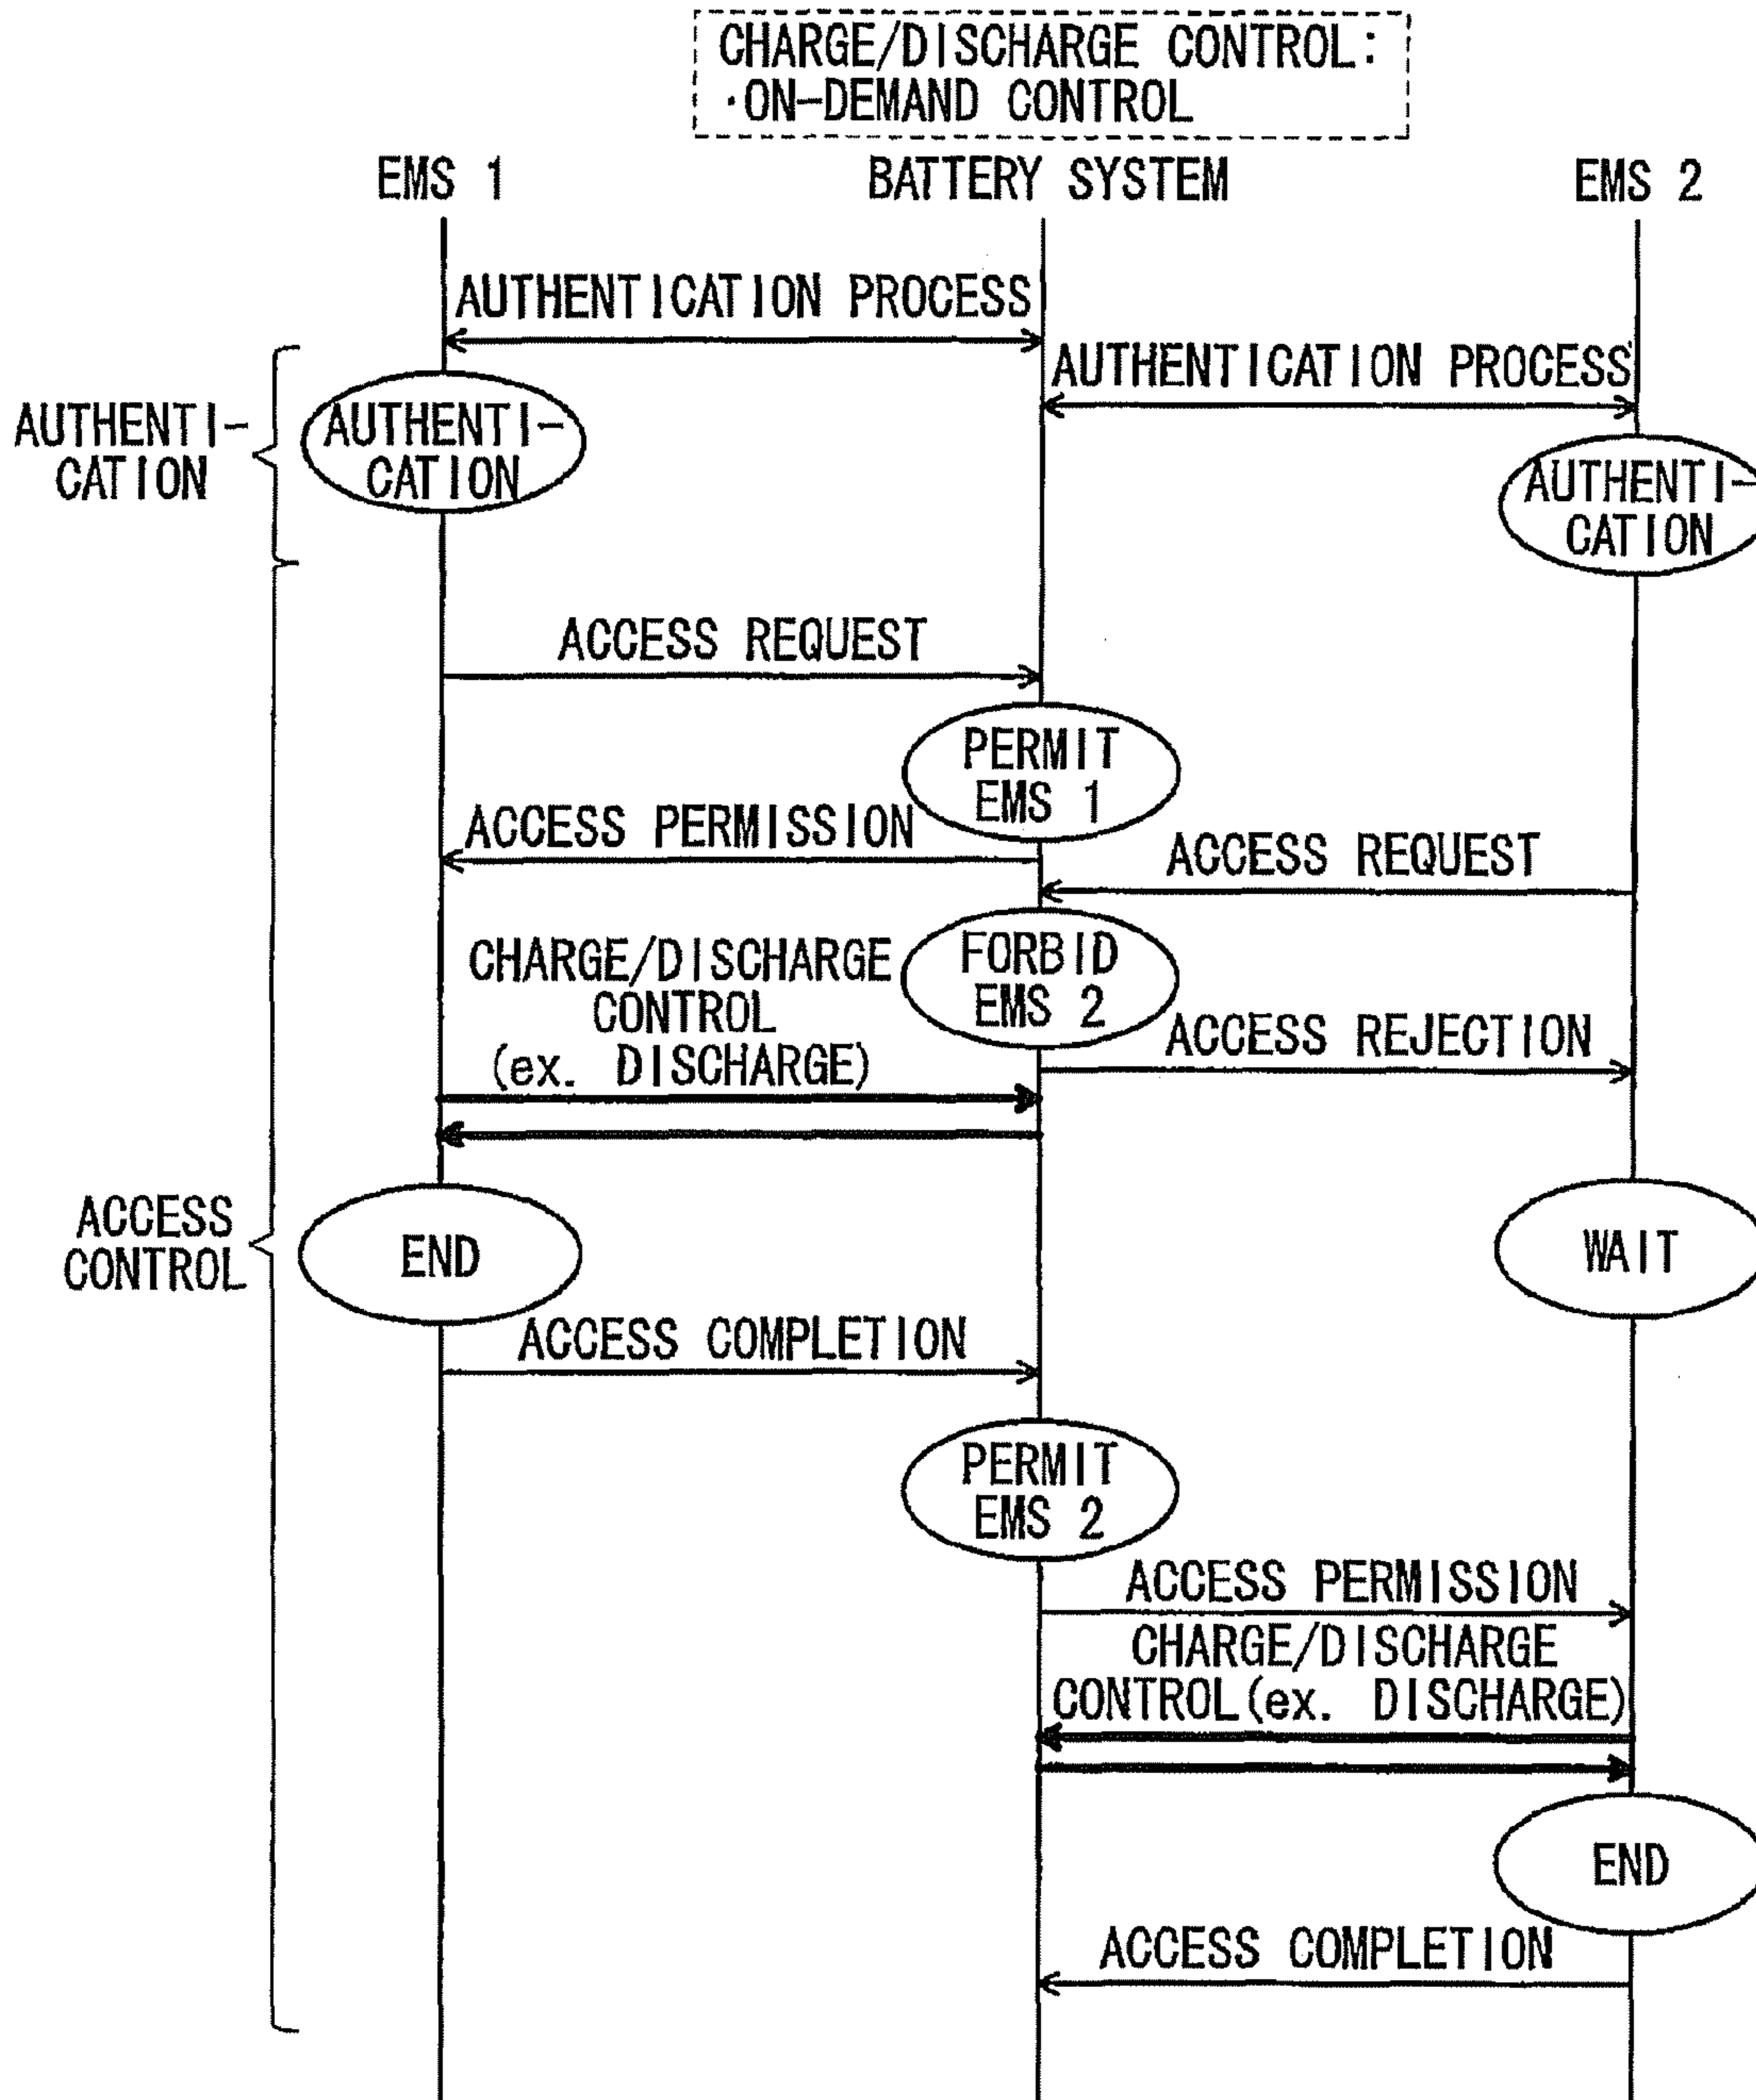 CHARGE/DISCHARGE CONTROL:
·ON-DEMAND CONTROL
EMS 1
BATTERY SYSTEM
EMS 2
AUTHENTICATION PROCESS
AUTHENTICATION PROCESS
AUTHENTI-
CATION
AUTHENTI-
CATION
AUTHENTI-
CATION
ACCESS REQUEST
PERMIT
EMS 1
ACCESS PERMISSION
ACCESS REQUEST
FORBID
EMS 2
CHARGE/DISCHARGE
CONTROL
(ex. DISCHARGE)
ACCESS REJECTION
ACCESS
CONTROL
END
WAIT
ACCESS COMPLETION
PERMIT
EMS 2
ACCESS PERMISSION
CHARGE/DISCHARGE
CONTROL(ex. DISCHARGE)
END
ACCESS COMPLETION